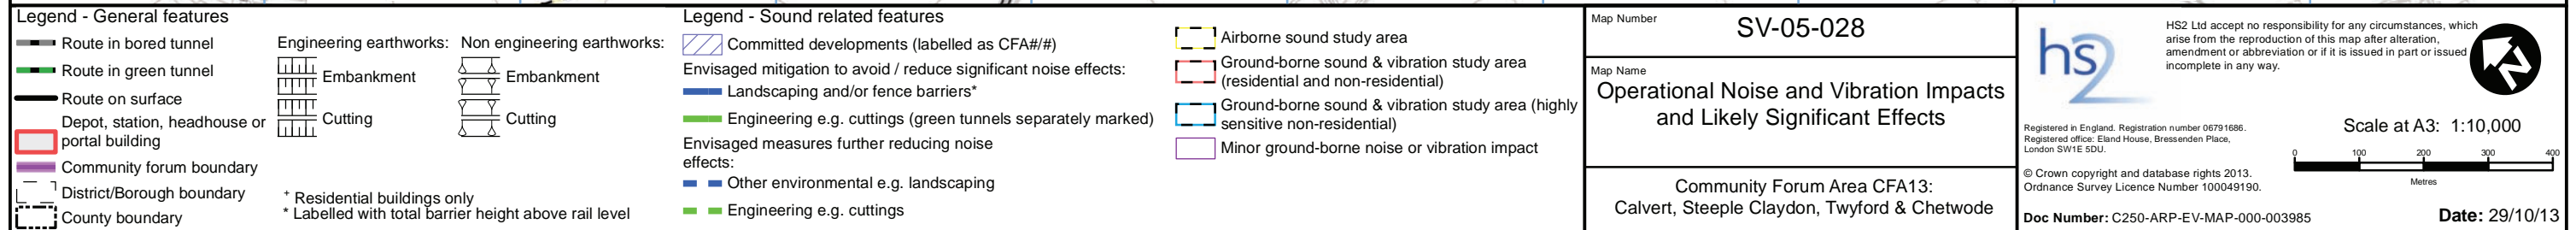 Legend - General features
Route in bored tunnel
Route in green tunnel
Route on surface
Depot, station, headhouse or
portal building
Community forum boundary
District/Borough boundary
County boundary
Engineering earthworks:
Embankment
Cutting
Non engineering earthworks:
Embankment
Cutting
+ Residential buildings only
* Labelled with total barrier height above rail level
Legend - Sound related features
Committed developments (labelled as CFA#/#)
Envisaged mitigation to avoid / reduce significant noise effects:
Landscaping and/or fence barriers*
Engineering e.g. cuttings (green tunnels separately marked)
Envisaged measures further reducing noise
effects:
Other environmental e.g. landscaping
Engineering e.g. cuttings
Airborne sound study area
Ground-borne sound & vibration study area
(residential and non-residential)
Ground-borne sound & vibration study area (highly
sensitive non-residential)
Minor ground-borne noise or vibration impact
Map Number
SV-05-028
Map Name
Operational Noise and Vibration Impacts
and Likely Significant Effects
Community Forum Area CFA13:
Calvert, Steeple Claydon, Twyford & Chetwode
hs2
HS2 Ltd accept no responsibility for any circumstances, which
arise from the reproduction of this map after alteration,
amendment or abbreviation or if it is issued in part or issued
incomplete in any way.
N
Registered in England. Registration number 06791686.
Registered office: Eland House, Bressenden Place,
London SW1E 5DU.
© Crown copyright and database rights 2013.
Ordnance Survey Licence Number 100049190.
Scale at A3: 1:10,000
0 100 200 300 400
Metres
Doc Number: C250-ARP-EV-MAP-000-003985
Date: 29/10/13